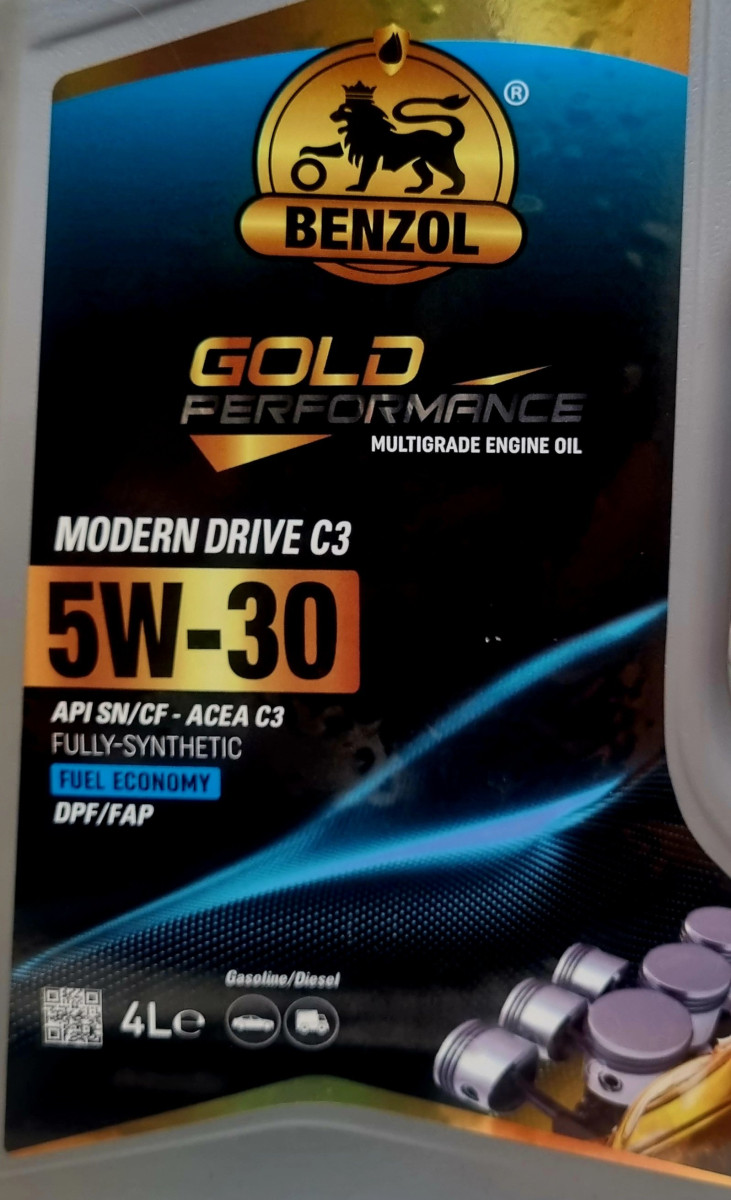 ®
BENZOL
GOLD
PERFORMANCE
MULTIGRADE ENGINE OIL
MODERN DRIVE C3
5W-30
API SN/CF - ACEA C3
FULLY-SYNTHETIC
FUEL ECONOMY
DPF/FAP
Gasoline/Diesel
4L℮